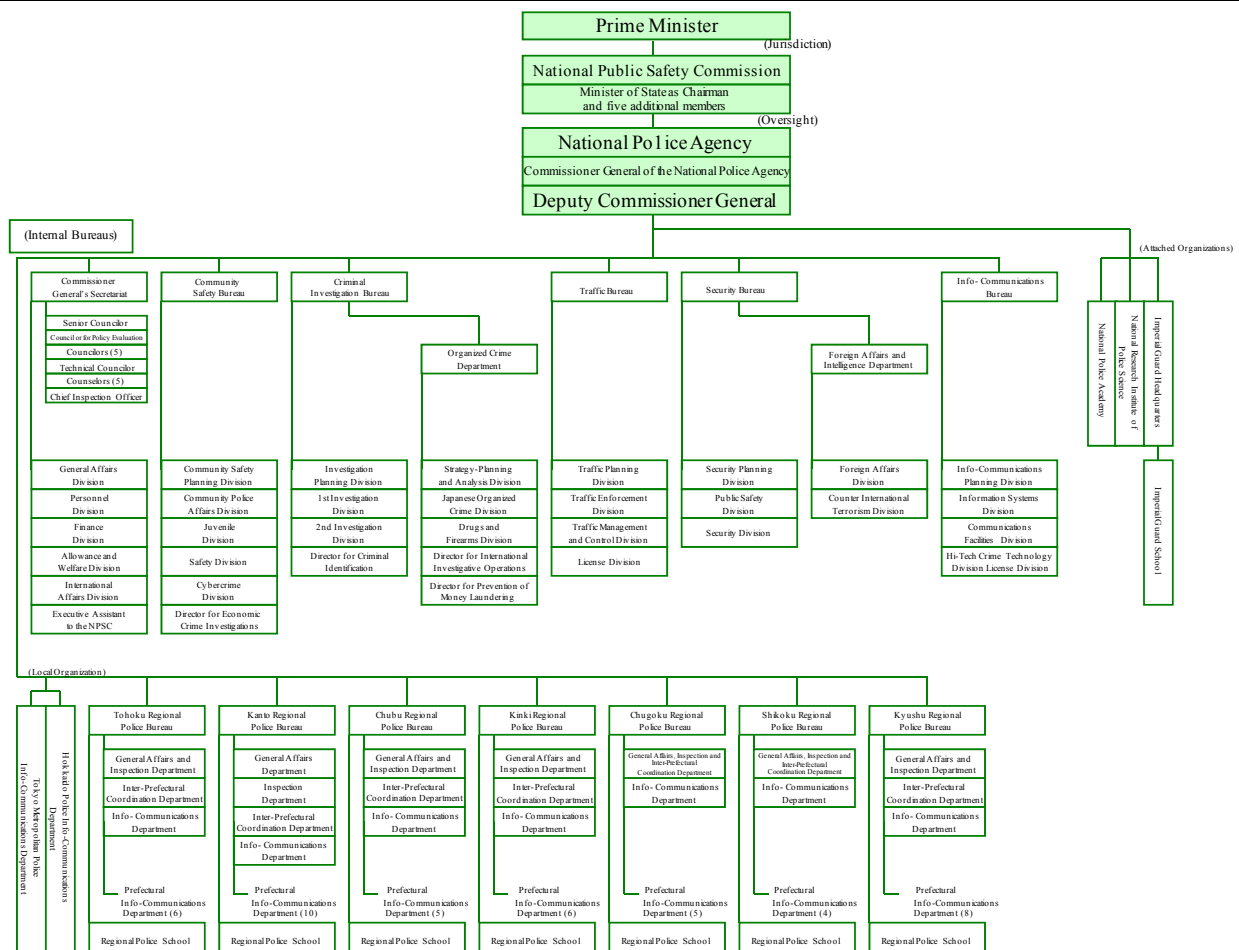 Prime Minister
(Jurisdiction)
National Public Safety Commission
Minister of Stateas Chairman
and five additional members
(Oversight)
National Police Agency
Commissioner General of the National Police Agency
Deputy Commissioner General
(Internal Bureaus)
(Attached Organizations)
Commissioner
General's Secretariat
Community
Safety Bureau
Criminal
Investigation Bureau
Traffic Bureau
Security Bureau
Info- Communications
Bureau
Senior Councilor
Councilor for Policy Evaluation
Councilors (5)
Technical Councilor
Counselors (5)
Chief Inspection Officer
Organized Crime
Department
Foreign Affairs and
Intelligence Department
National Police Academy
National Research Institute of
Police Science
Imperial Guard Headquarters
Imperial Guard School
General Affairs
Division
Personnel
Division
Finance
Division
Allowance and
Welfare Division
International
Affairs Division
Executive Assistant
to the NPSC
Community Safety
Planning Division
Community Police
Affairs Division
Juvenile
Division
Safety Division
Cybercrime
Division
Director for Economic
Crime Investigations
Investigation
Planning Division
1st Investigation
Division
2nd Investigation
Division
Director for Criminal
Identification
Strategy-Planning
and Analysis Division
Japanese Organized
Crime Division
Drugs and
Firearms Division
Director for International
Investigative Operations
Director for Prevention of
Money Laundering
Traffic Planning
Division
Traffic Enforcement
Division
Traffic Management
and Control Division
License Division
Security Planning
Division
Public Safety
Division
Security Division
Foreign Affairs
Division
Counter International
Terrorism Division
Info-Communications
Planning Division
Information Systems
Division
Communications
Facilities Division
Hi-Tech Crime Technology
Division License Division
(Local Organization)
Tokyo Metropolitan Police
Info-Communications Department
Hokkaido Police Info-Communications
Department
Tohoku Regional
Police Bureau
General Affairs and
Inspection Department
Inter-Prefectural
Coordination Department
Info- Communications
Department
Prefectural
Info-Communications
Department (6)
Regional Police School
Kanto Regional
Police Bureau
General Affairs
Department
Inspection
Department
Inter-Prefectural
Coordination Department
Info- Communications
Department
Prefectural
Info-Communications
Department (10)
Regional Police School
Chubu Regional
Police Bureau
General Affairs and
Inspection Department
Inter-Prefectural
Coordination Department
Info- Communications
Department
Prefectural
Info-Communications
Department (5)
Regional Police School
Kinki Regional
Police Bureau
General Affairs and
Inspection Department
Inter-Prefectural
Coordination Department
Info- Communications
Department
Prefectural
Info-Communications
Department (6)
Regional Police School
Chugoku Regional
Police Bureau
General Affairs, Inspection and
Inter-Prefectural
Coordination Department
Info- Communications
Department
Prefectural
Info-Communications
Department (5)
Regional Police School
Shikoku Regional
Police Bureau
General Affairs, Inspection and
Inter-Prefectural
Coordination Department
Info- Communications
Department
Prefectural
Info-Communications
Department (4)
Regional Police School
Kyushu Regional
Police Bureau
General Affairs and
Inspection Department
Inter-Prefectural
Coordination Department
Info- Communications
Department
Prefectural
Info-Communications
Department (8)
Regional Police School